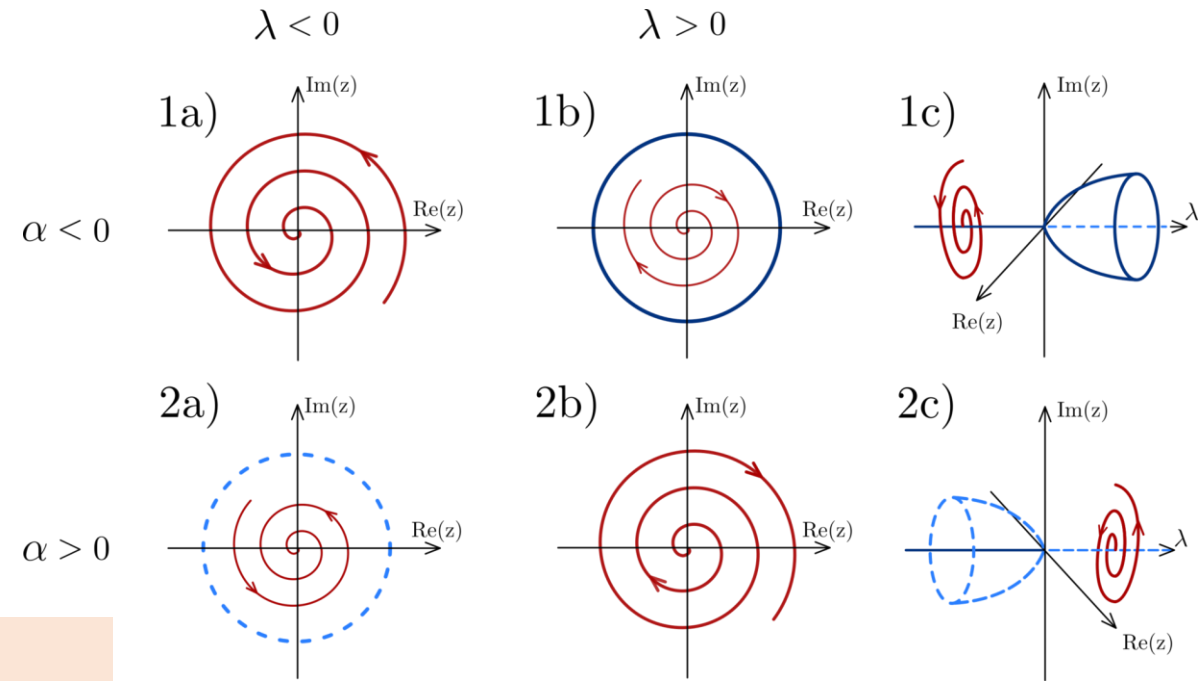 λ < 0
λ > 0
α < 0
1a)
Im(z)
Re(z)
1b)
Im(z)
Re(z)
1c)
Im(z)
λ
Re(z)
α > 0
2a)
Im(z)
Re(z)
2b)
Im(z)
Re(z)
2c)
Im(z)
λ
Re(z)